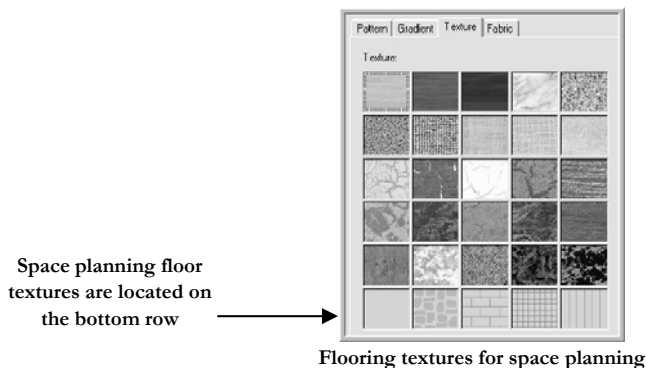 Pattern Gradient Texture Fabric
Texture:
Space planning floor
textures are located on
the bottom row
Flooring textures for space planning